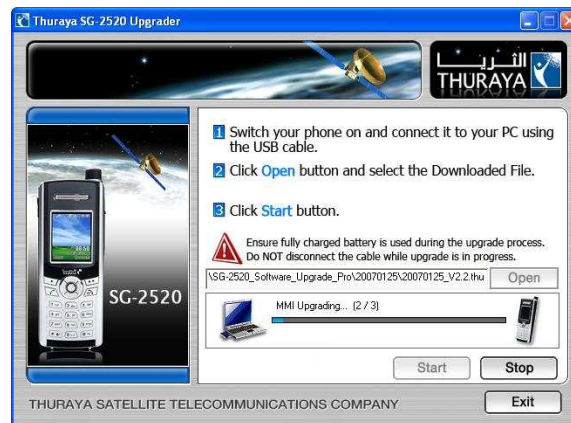 Thuraya SG-2520 Upgrader
الثريا
THURAYA
1 Switch your phone on and connect it to your PC using
the USB cable.
2 Click Open button and select the Downloaded File.
3 Click Start button.
Ensure fully charged battery is used during the upgrade process.
Do NOT disconnect the cable while upgrade is in progress.
\SG-2520_Software_Upgrade_Pro\20070125\20070125_V2.2.thu
Open
SG-2520
MMI Upgrading... (2 / 3)
Start
Stop
THURAYA SATELLITE TELECOMMUNICATIONS COMPANY
Exit